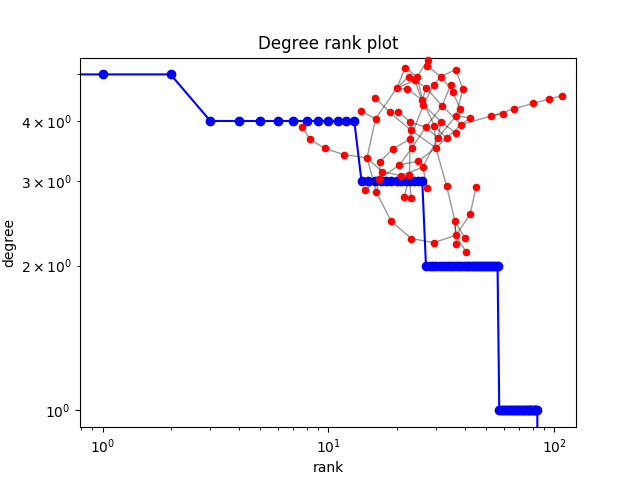 Degree rank plot
degree
4 × 10⁰
3 × 10⁰
2 × 10⁰
10⁰
10⁰ 10¹ 10²
rank